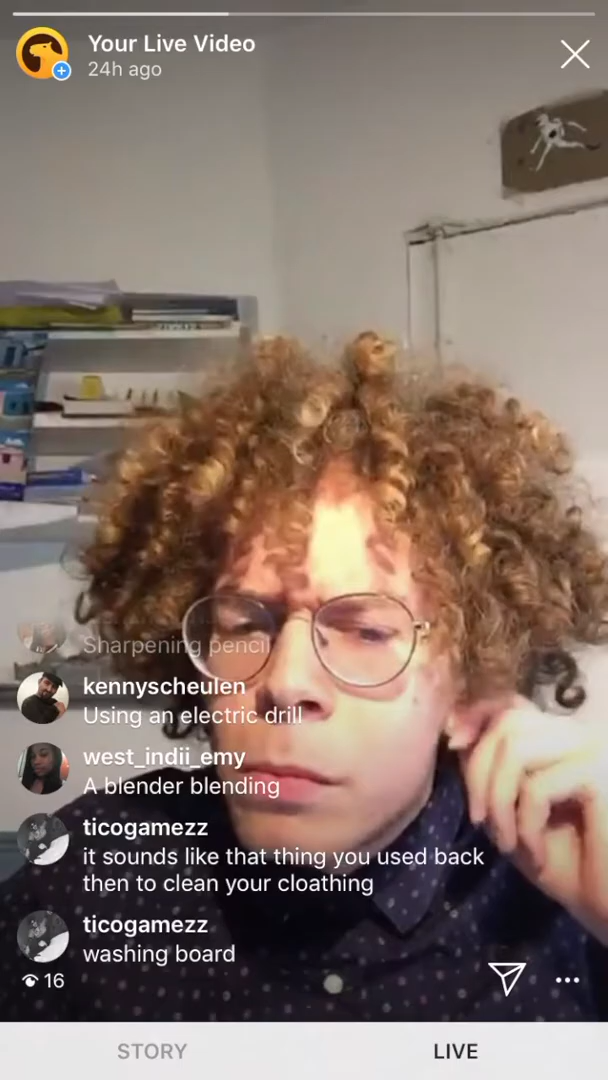 Your Live Video
24h ago
Sharpening pencil
kennyscheulen
Using an electric drill
west_indii_emy
A blender blending
ticogamezz
it sounds like that thing you used back
then to clean your cloathing
ticogamezz
washing board
16
STORY
LIVE